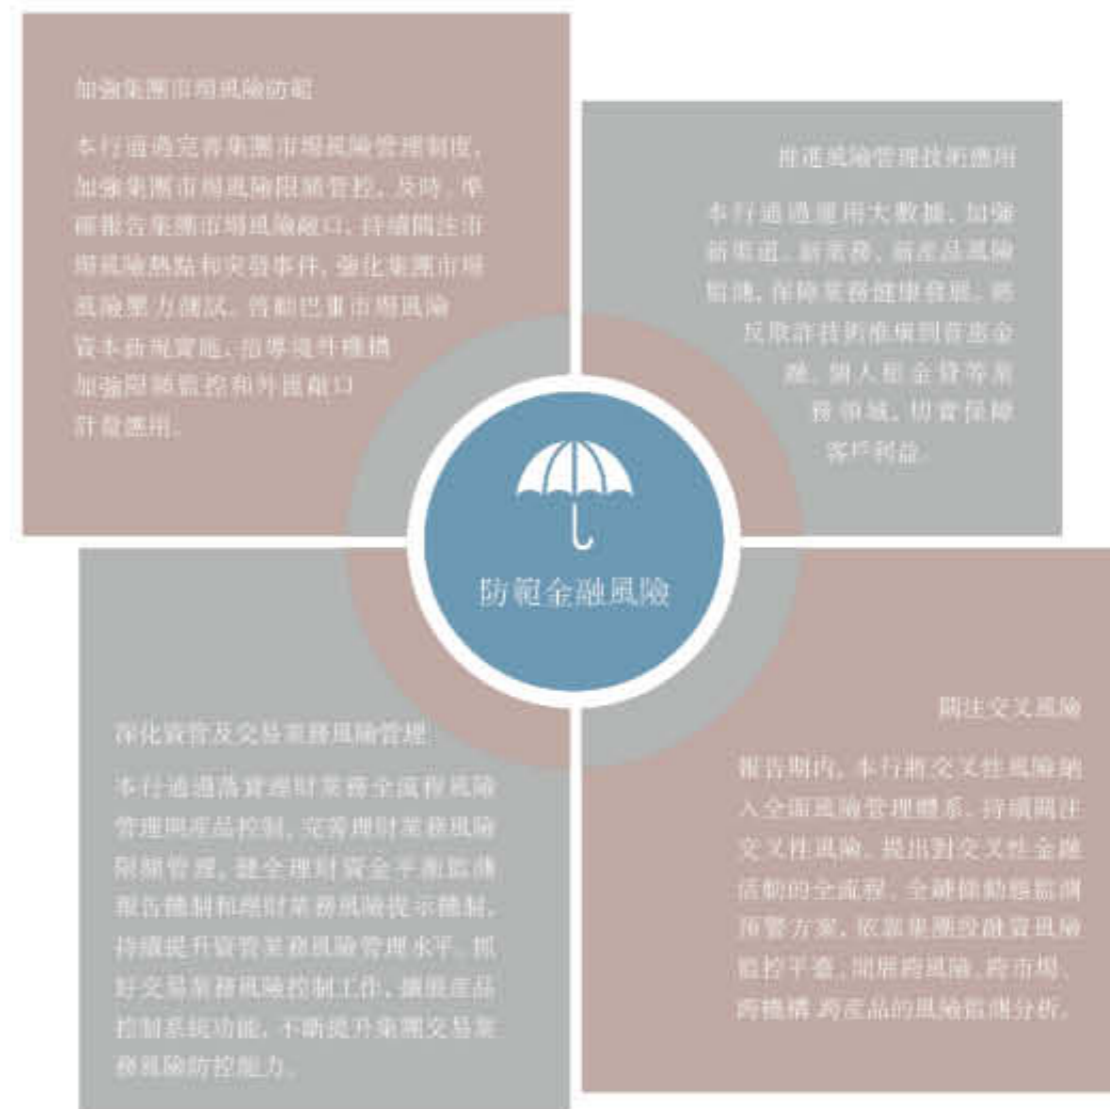 加強集團市場風險防範
本行通過完善集團市場風險管理制度,
加強集團市場風險限額管控, 及時、準
確報告集團市場風險敞口, 持續關注市
場風險熱點和突發事件, 強化集團市場
風險壓力測試。啓動巴塞市場風險
資本新規實施, 指導境外機構
加強限額監控和外匯敞口
計量應用。
推進風險管理技術應用
本行通過運用大數據, 加強
新渠道、新業務、新產品風險
監測, 保障業務健康發展。將
反欺詐技術推廣到普惠金
融、個人租金貸等業
務領域, 切實保障
客戶利益。
防範金融風險
深化資管及交易業務風險管理
本行通過落實理財業務全流程風險
管理與產品控制, 完善理財業務風險
限額管理, 健全理財資金平衡監測
報告機制和理財業務風險提示機制,
持續提升資管業務風險管理水平。抓
好交易業務風險控制工作, 擴展產品
控制系統功能, 不斷提升集團交易業
務風險防控能力。
關注交叉風險
報告期內, 本行將交叉性風險納
入全面風險管理體系, 持續關注
交叉性風險, 提出對交叉性金融
活動的全流程、全鏈條動態監測
預警方案, 依靠集團投融資風險
監控平臺, 開展跨風險、跨市場、
跨機構、跨產品的風險監測分析。